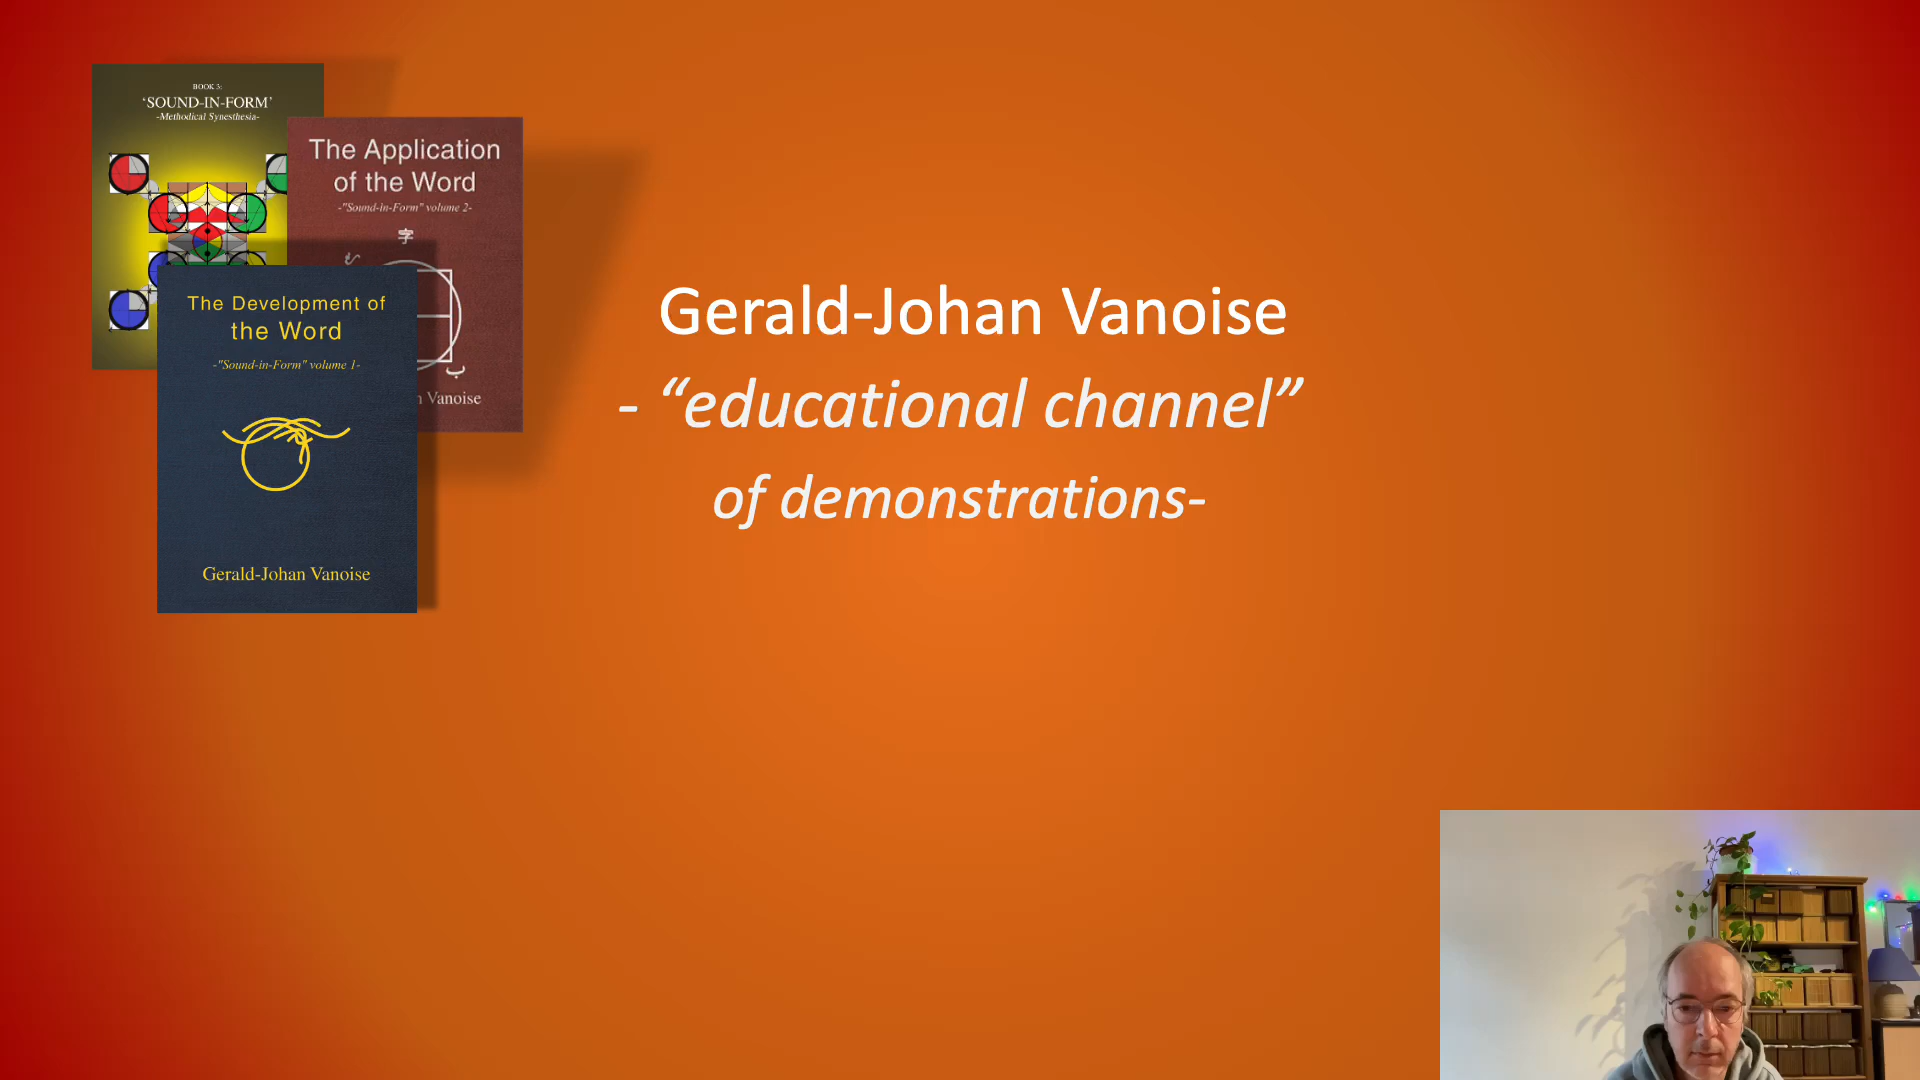 BOOK 3:
‘SOUND-IN-FORM’
-Methodical Synesthesia-
The Application
of the Word
-"Sound-in-Form" volume 2-
字
ب
Vanoise
The Development of
the Word
-"Sound-in-Form" volume 1-
Gerald-Johan Vanoise
Gerald-Johan Vanoise
- “educational channel”
of demonstrations-